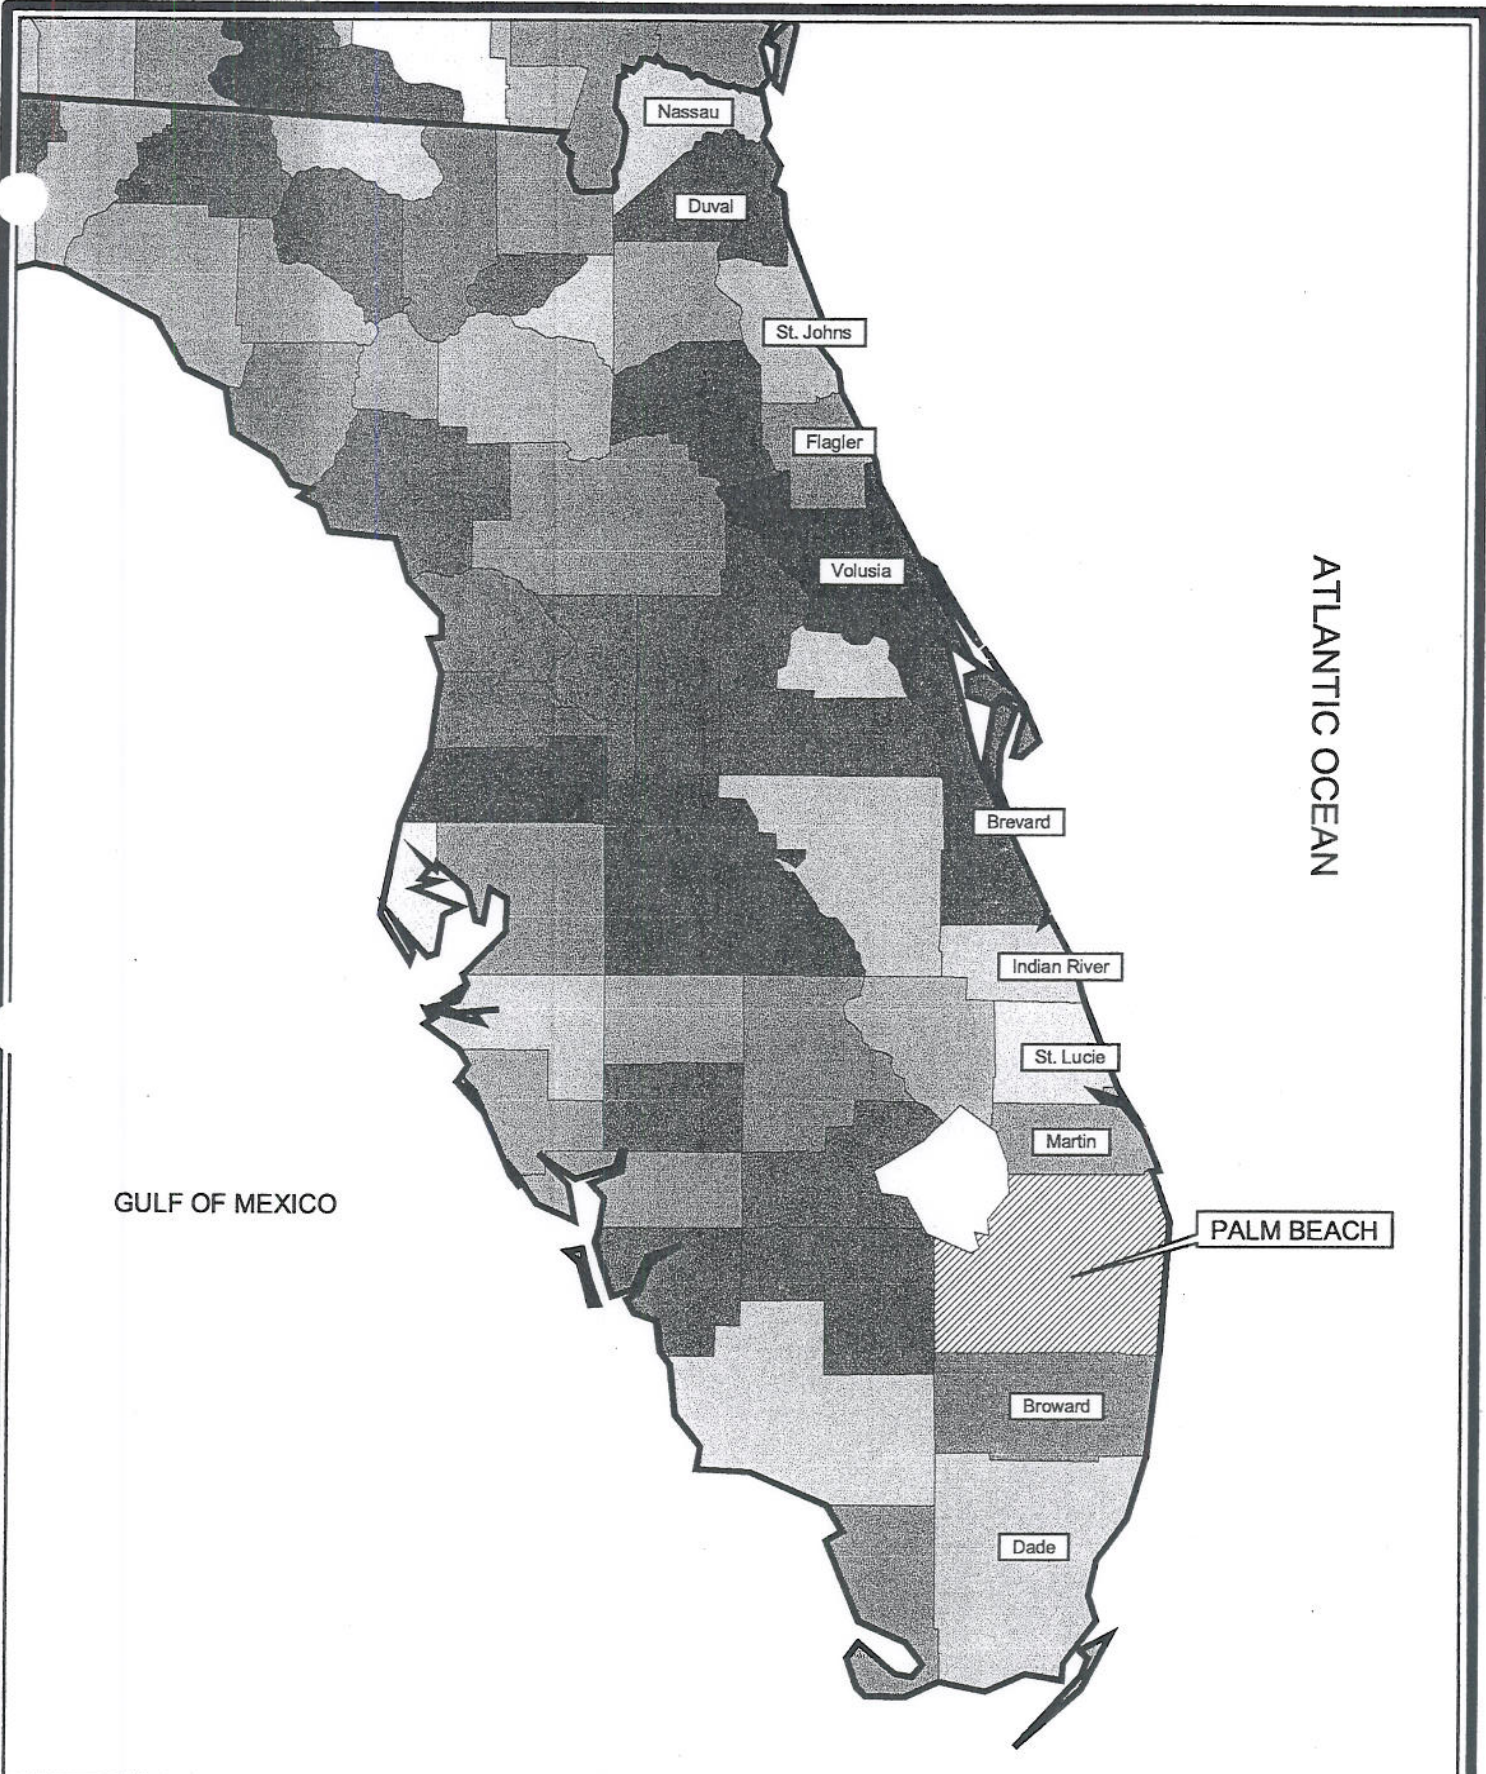 Nassau
Duval
St. Johns
Flagler
Volusia
ATLANTIC OCEAN
Brevard
Indian River
St. Lucie
Martin
GULF OF MEXICO
PALM BEACH
Broward
Dade